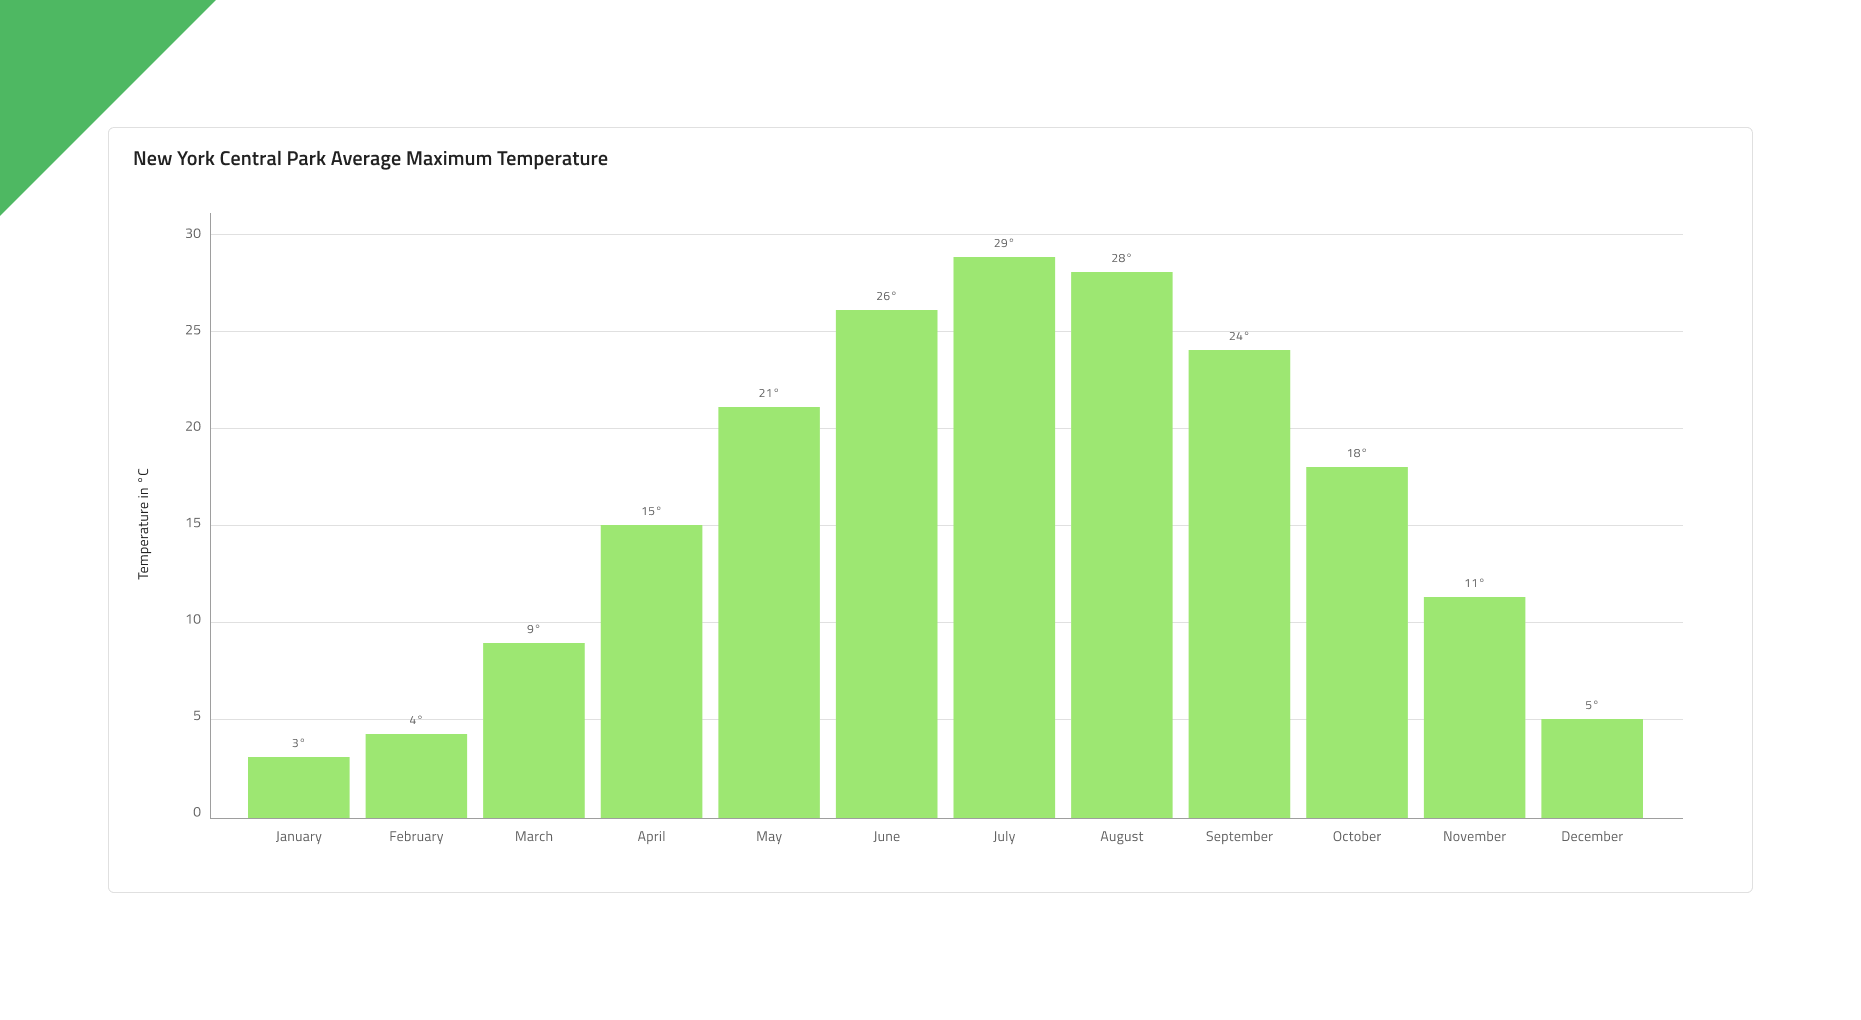 New York Central Park Average Maximum Temperature
30
25
20
15
10
5
0
Temperature in °C
3°
4°
9°
15°
21°
26°
29°
28°
24°
18°
11°
5°
January
February
March
April
May
June
July
August
September
October
November
December